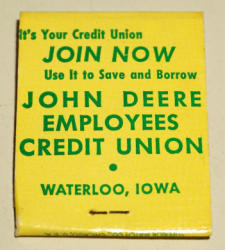 It's Your Credit Union
JOIN NOW
Use It to Save and Borrow
JOHN DEERE
EMPLOYEES
CREDIT UNION
•
WATERLOO, IOWA